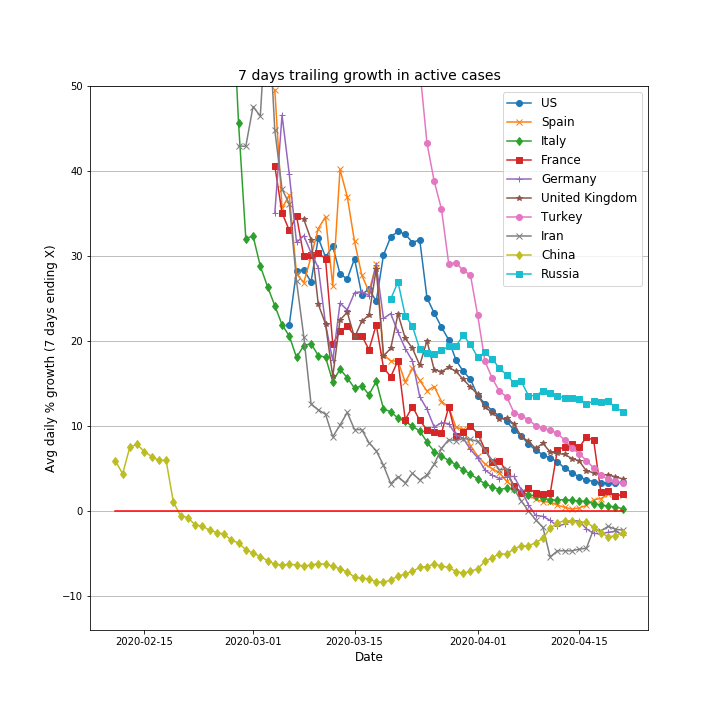 7 days trailing growth in active cases
Avg daily % growth (7 days ending X)
50
40
30
20
10
0
−10
US
Spain
Italy
France
Germany
United Kingdom
Turkey
Iran
China
Russia
2020-02-15
2020-03-01
2020-03-15
2020-04-01
2020-04-15
Date